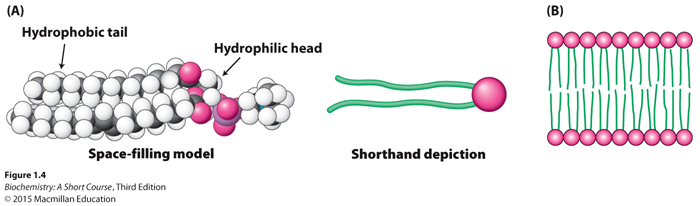 (A)
Hydrophobic tail
Hydrophilic head
Space-filling model
Shorthand depiction
(B)
Figure 1.4
Biochemistry: A Short Course, Third Edition
© 2015 Macmillan Education